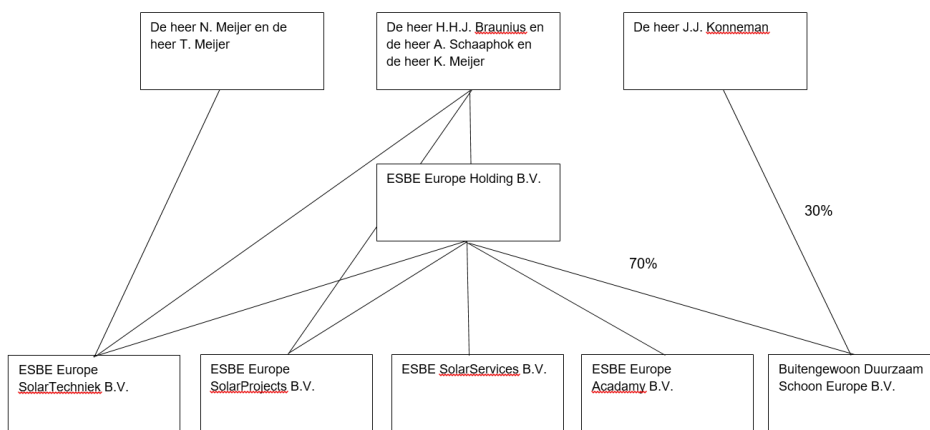 De heer N. Meijer en de
heer T. Meijer
De heer H.H.J. Braunius en
de heer A. Schaaphok en
de heer K. Meijer
De heer J.J. Konneman
ESBE Europe Holding B.V.
30%
70%
ESBE Europe
SolarTechniek B.V.
ESBE Europe
SolarProjects B.V.
ESBE SolarServices B.V.
ESBE Europe
Acadamy B.V.
Buitengewoon Duurzaam
Schoon Europe B.V.